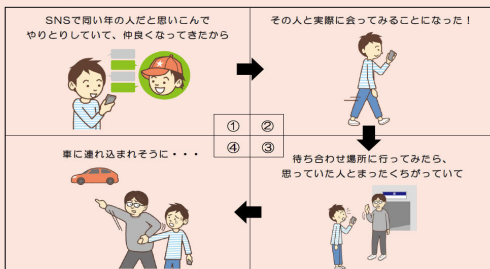 SNSで同い年の人だと思いこんで
やりとりしていて、仲良くなってきたから
その人と実際に会ってみることになった！
①
②
④
③
待ち合わせ場所に行ってみたら、
思っていた人とまったくちがっていて
車に連れ込まれそうに・・・